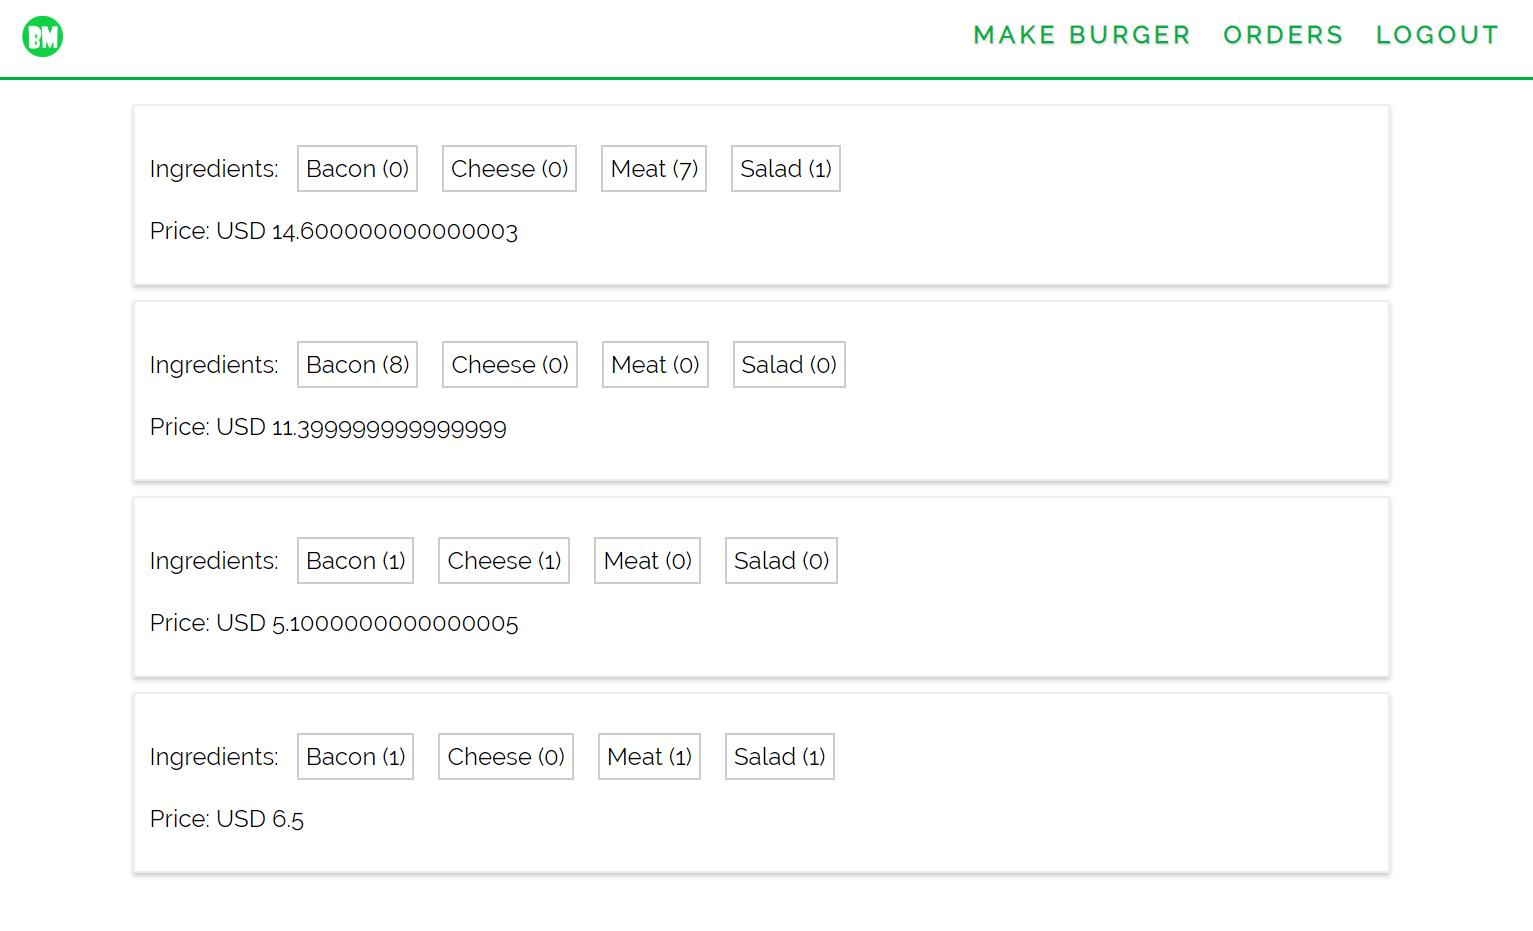 BM MAKE BURGER ORDERS LOGOUT
Ingredients: Bacon (0) Cheese (0) Meat (7) Salad (1)
Price: USD 14.600000000000003
Ingredients: Bacon (8) Cheese (0) Meat (0) Salad (0)
Price: USD 11.399999999999999
Ingredients: Bacon (1) Cheese (1) Meat (0) Salad (0)
Price: USD 5.1000000000000005
Ingredients: Bacon (1) Cheese (0) Meat (1) Salad (1)
Price: USD 6.5